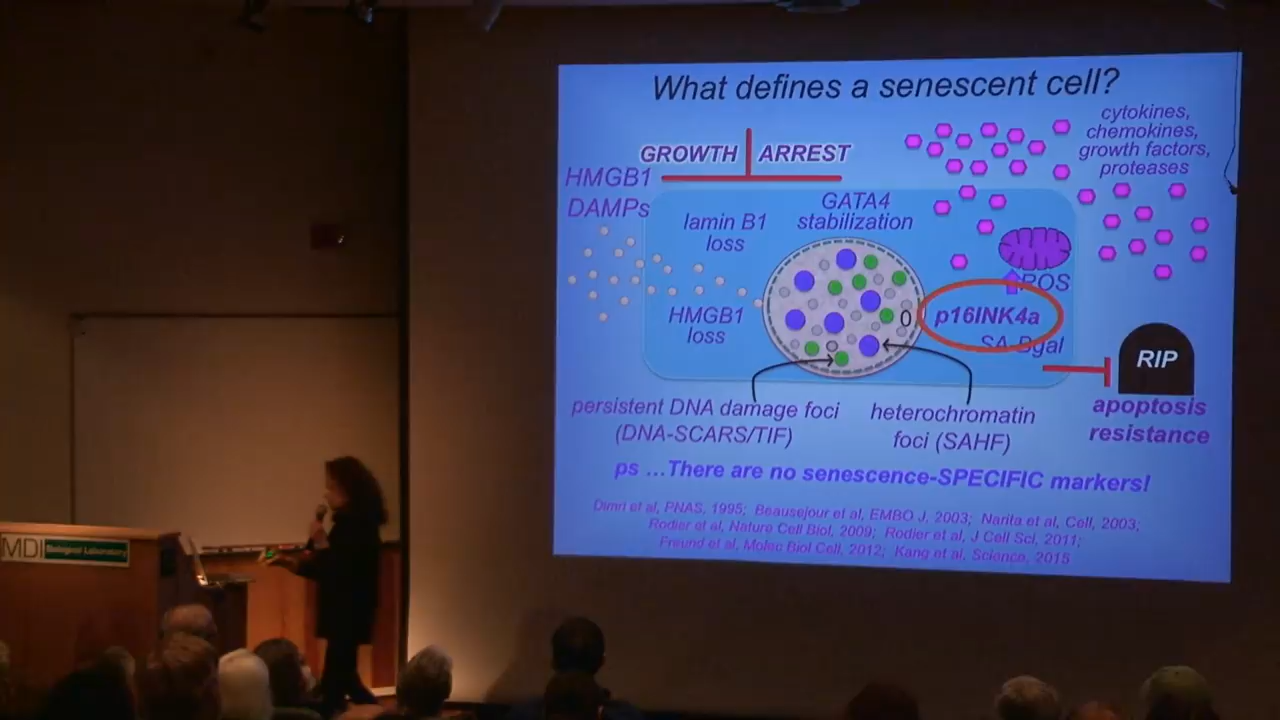 What defines a senescent cell?
cytokines,
chemokines,
growth factors,
proteases
GROWTH ARREST
HMGB1
DAMPs
lamin B1
loss
GATA4
stabilization
ROS
HMGB1
loss
p16INK4a
SA-Bgal
RIP
apoptosis
resistance
persistent DNA damage foci
(DNA-SCARS/TIF)
heterochromatin
foci (SAHF)
ps ...There are no senescence-SPECIFIC markers!
Dimri et al, PNAS, 1995; Beausejour et al, EMBO J, 2003; Narita et al, Cell, 2003;
Rodier et al, Nature Cell Biol, 2009; Rodier et al, J Cell Sci, 2011;
Freund et al, Molec Biol Cell, 2012; Kang et al, Science, 2015
MDI Biological Laboratory